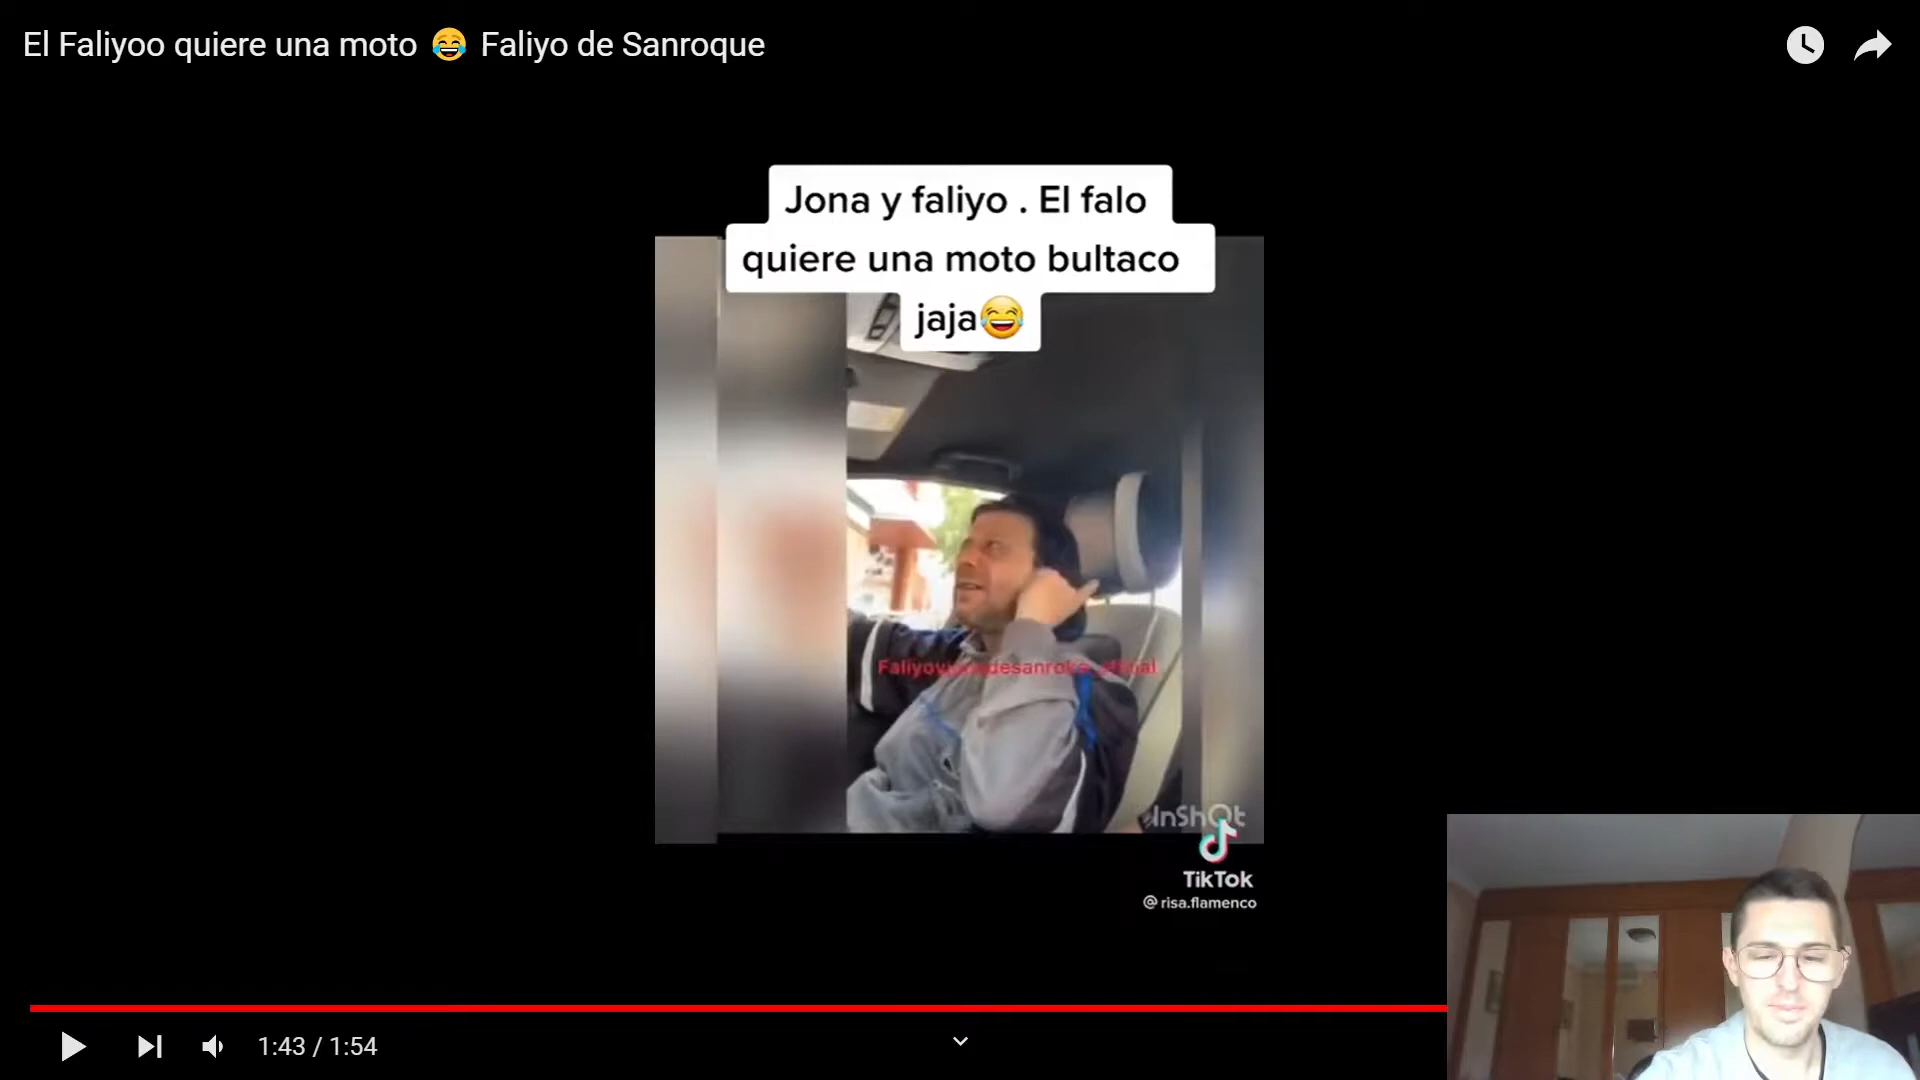 El Faliyoo quiere una moto 😂 Faliyo de Sanroque
Jona y faliyo . El falo
quiere una moto bultaco
jaja😂
InShOt
TikTok
@risa.flamenco
1:43 / 1:54